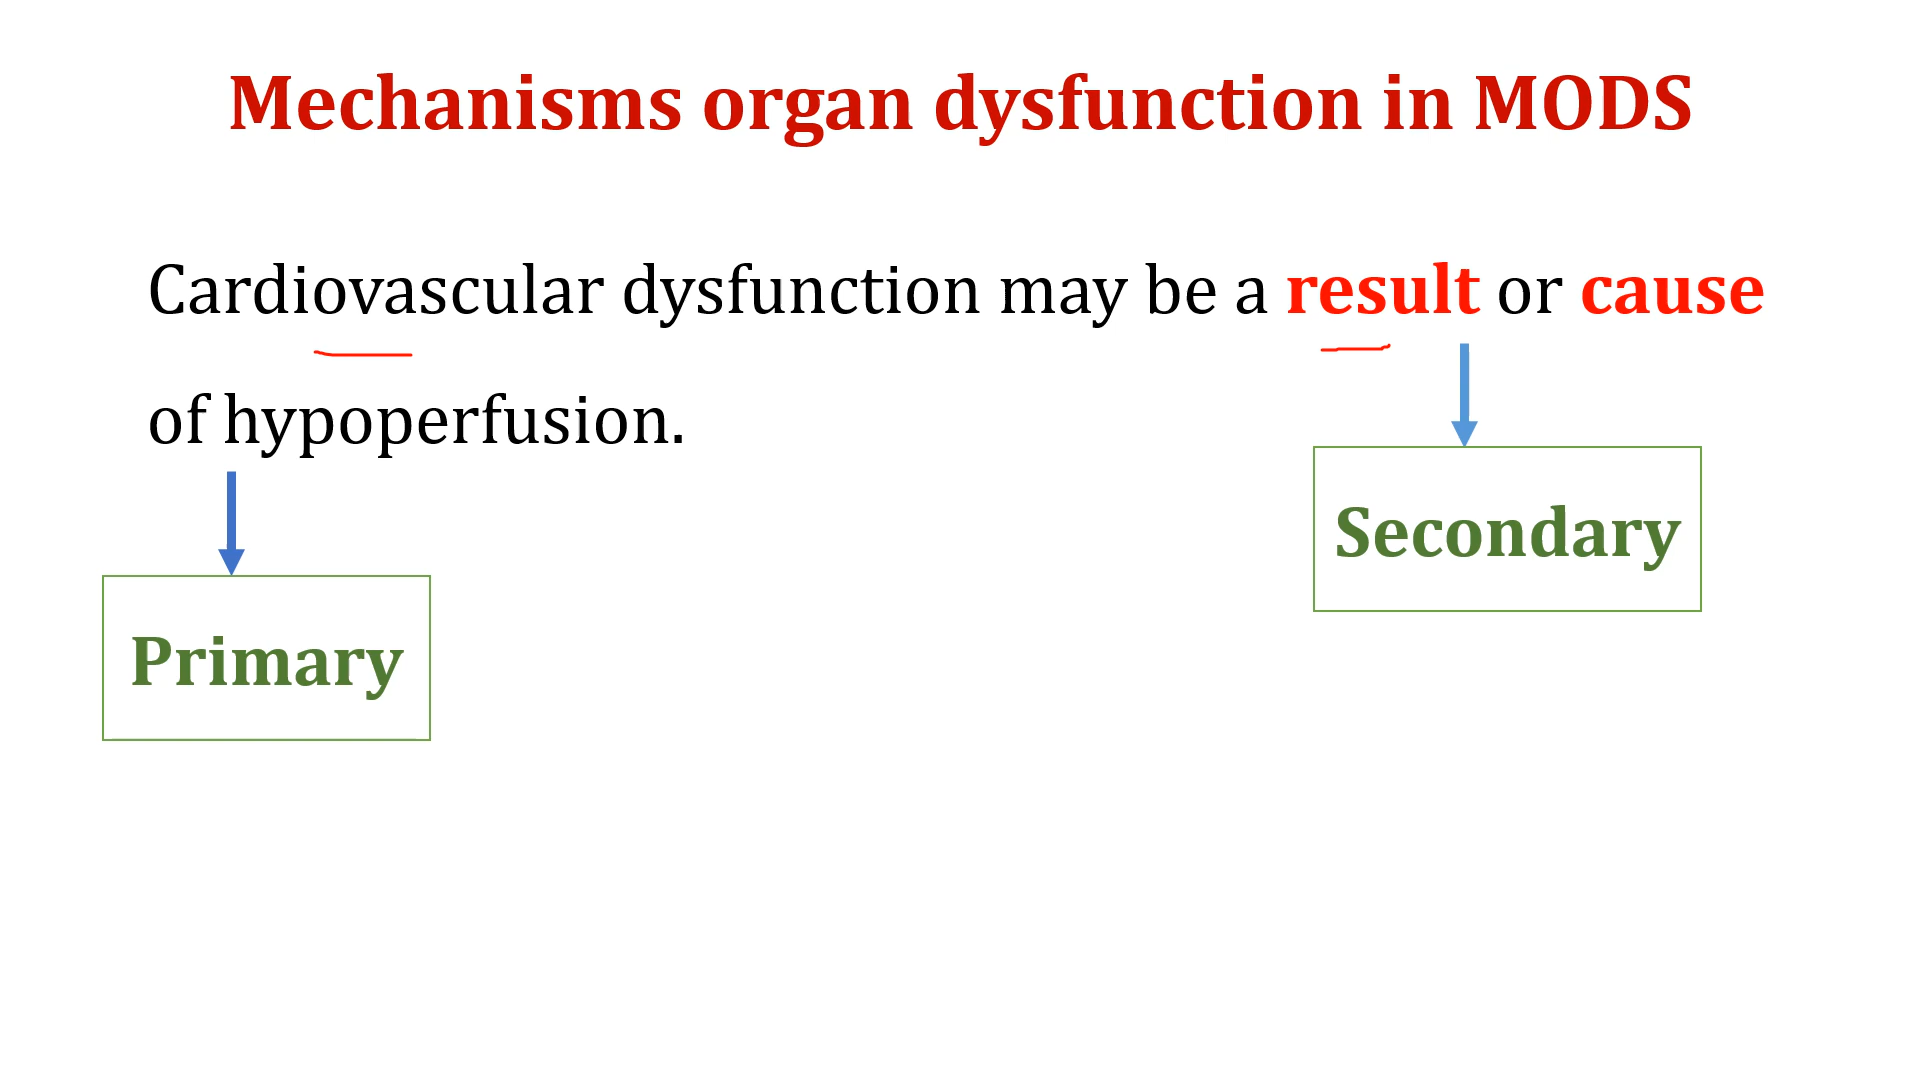 Mechanisms organ dysfunction in MODS
Cardiovascular dysfunction may be a result or cause
of hypoperfusion.
Secondary
Primary